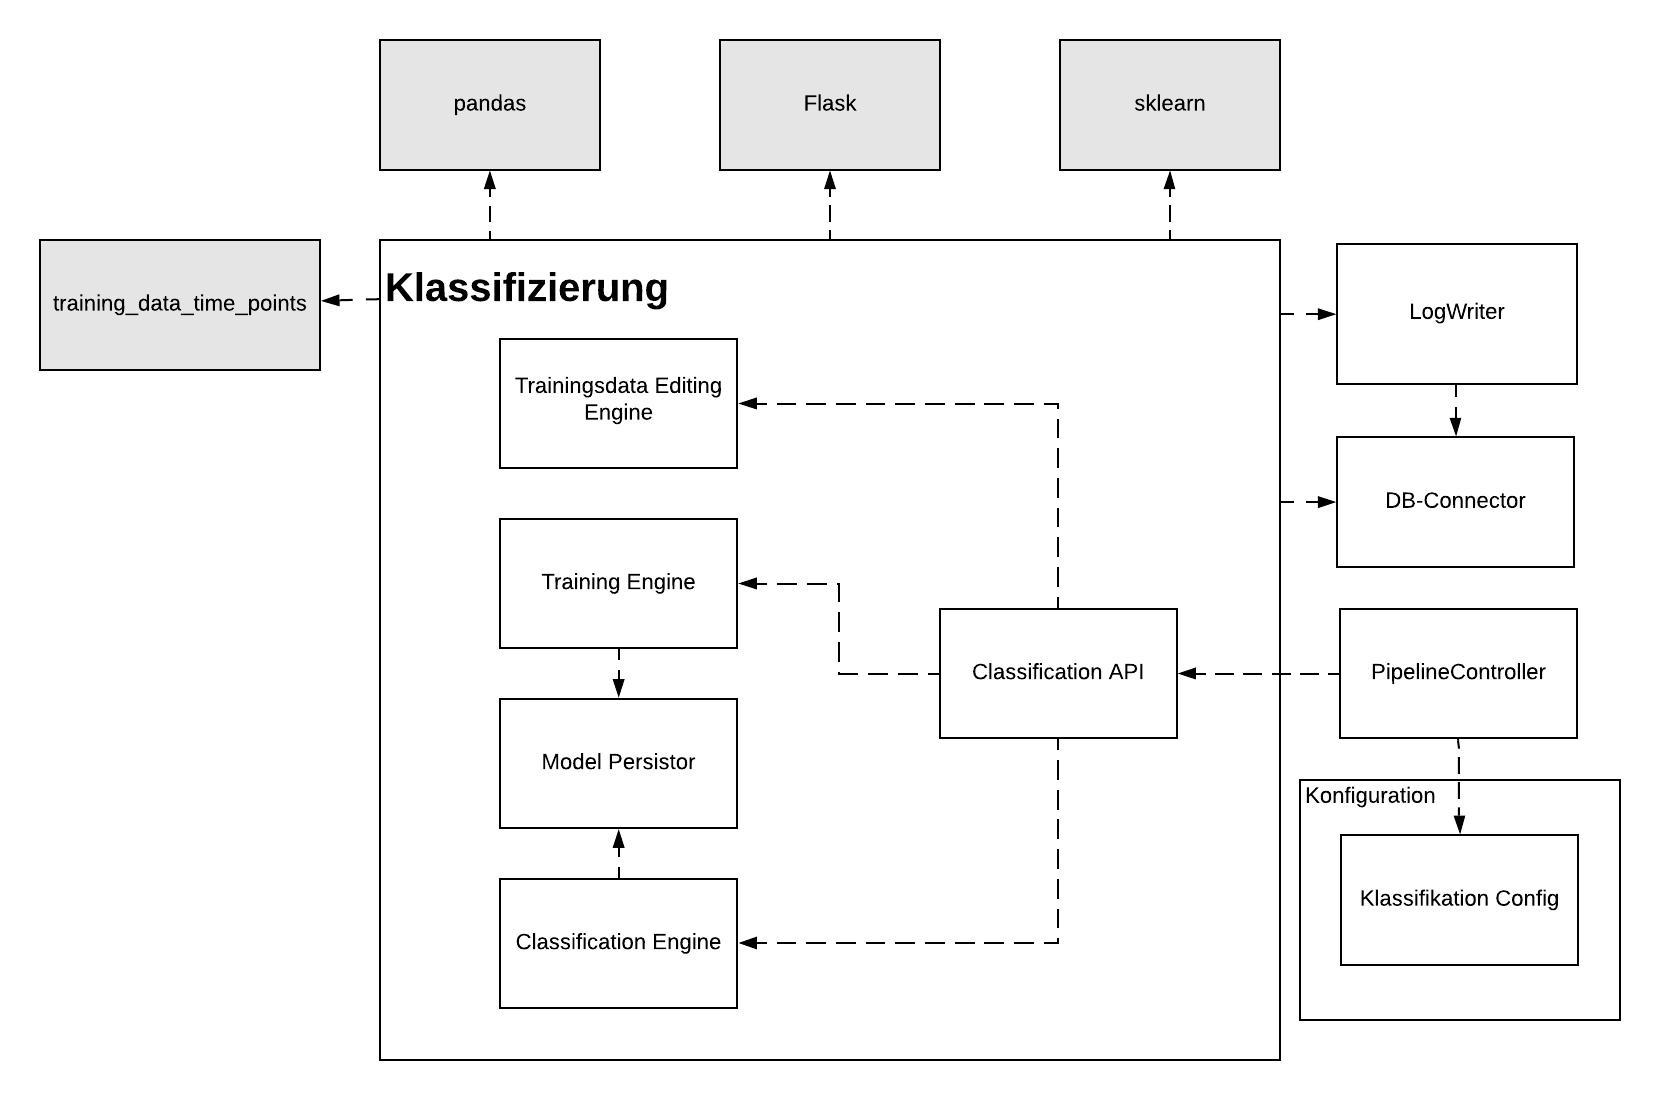 pandas
Flask
sklearn
training_data_time_points
Klassifizierung
LogWriter
Trainingsdata Editing
Engine
DB-Connector
Training Engine
Classification API
PipelineController
Model Persistor
Konfiguration
Klassifikation Config
Classification Engine